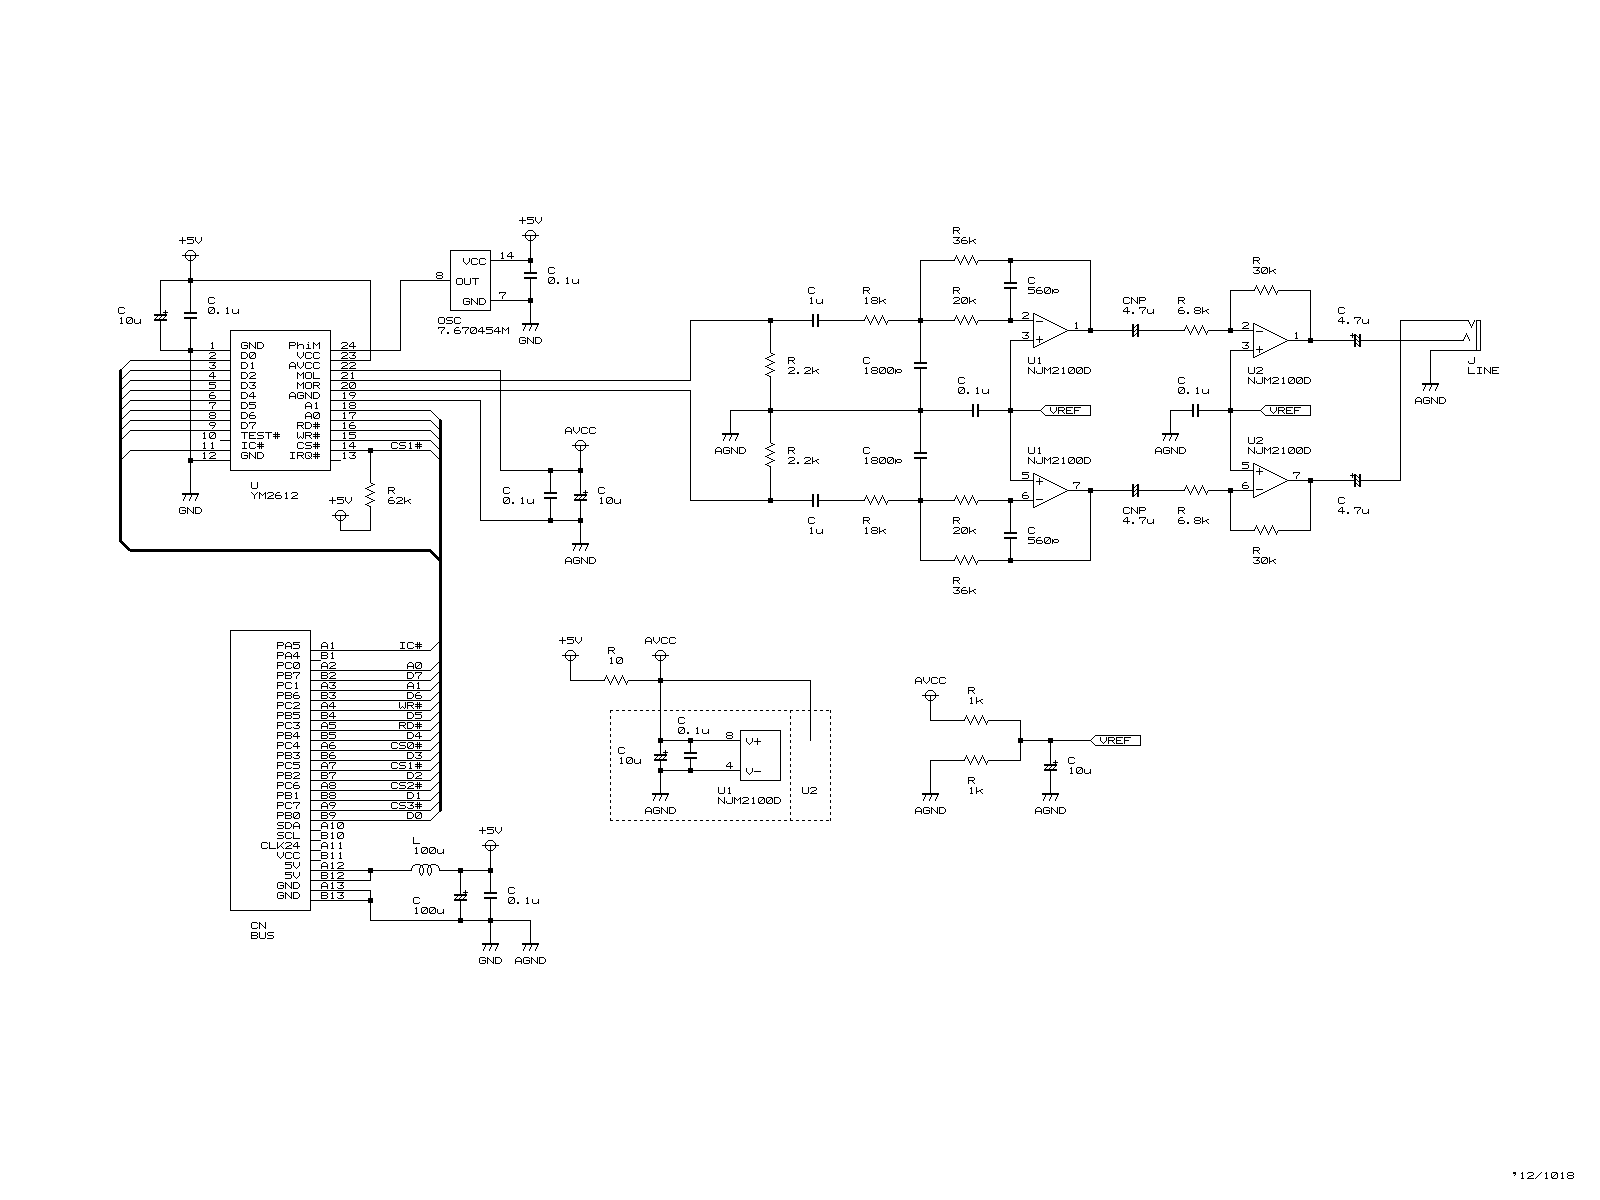 +5V
C
10u
C
0.1u
+5V
14
VCC
8
OUT
7
GND
C
0.1u
OSC
7.670454M
GND
1 GND PhiM 24
2 D0 VCC 23
3 D1 AVCC 22
4 D2 MOL 21
5 D3 MOR 20
6 D4 AGND 19
7 D5 A1 18
8 D6 A0 17
9 D7 RD# 16
10 TEST# WR# 15
11 IC# CS# 14 CS1#
12 GND IRQ# 13
U
YM2612
GND
+5V
R
62k
AVCC
C
0.1u
C
10u
AGND
R
2.2k
R
2.2k
AGND
C
1u
R
18k
R
36k
R
20k
C
560p
C
1800p
C
0.1u
2
3
1
U1
NJM2100D
VREF
C
1800p
U1
NJM2100D
5
6
7
C
1u
R
18k
R
20k
C
560p
R
36k
CNP
4.7u
R
6.8k
R
30k
2
3
1
U2
NJM2100D
C
4.7u
C
0.1u
AGND
VREF
U2
NJM2100D
5
6
7
CNP
4.7u
R
6.8k
R
30k
C
4.7u
J
LINE
AGND
PA5 A1 IC#
PA4 B1
PC0 A2 A0
PB7 B2 D7
PC1 A3 A1
PB6 B3 D6
PC2 A4 WR#
PB5 B4 D5
PC3 A5 RD#
PB4 B5 D4
PC4 A6 CS0#
PB3 B6 D3
PC5 A7 CS1#
PB2 B7 D2
PC6 A8 CS2#
PB1 B8 D1
PC7 A9 CS3#
PB0 B9 D0
SDA A10
SCL B10
CLK24 A11
VCC B11
5V A12
5V B12
GND A13
GND B13
CN
BUS
L
100u
+5V
C
100u
C
0.1u
GND
AGND
+5V
R
10
AVCC
C
0.1u
C
10u
8 V+
4 V-
U1
NJM2100D
U2
AGND
AVCC
R
1k
R
1k
VREF
C
10u
AGND
AGND
'12/1018